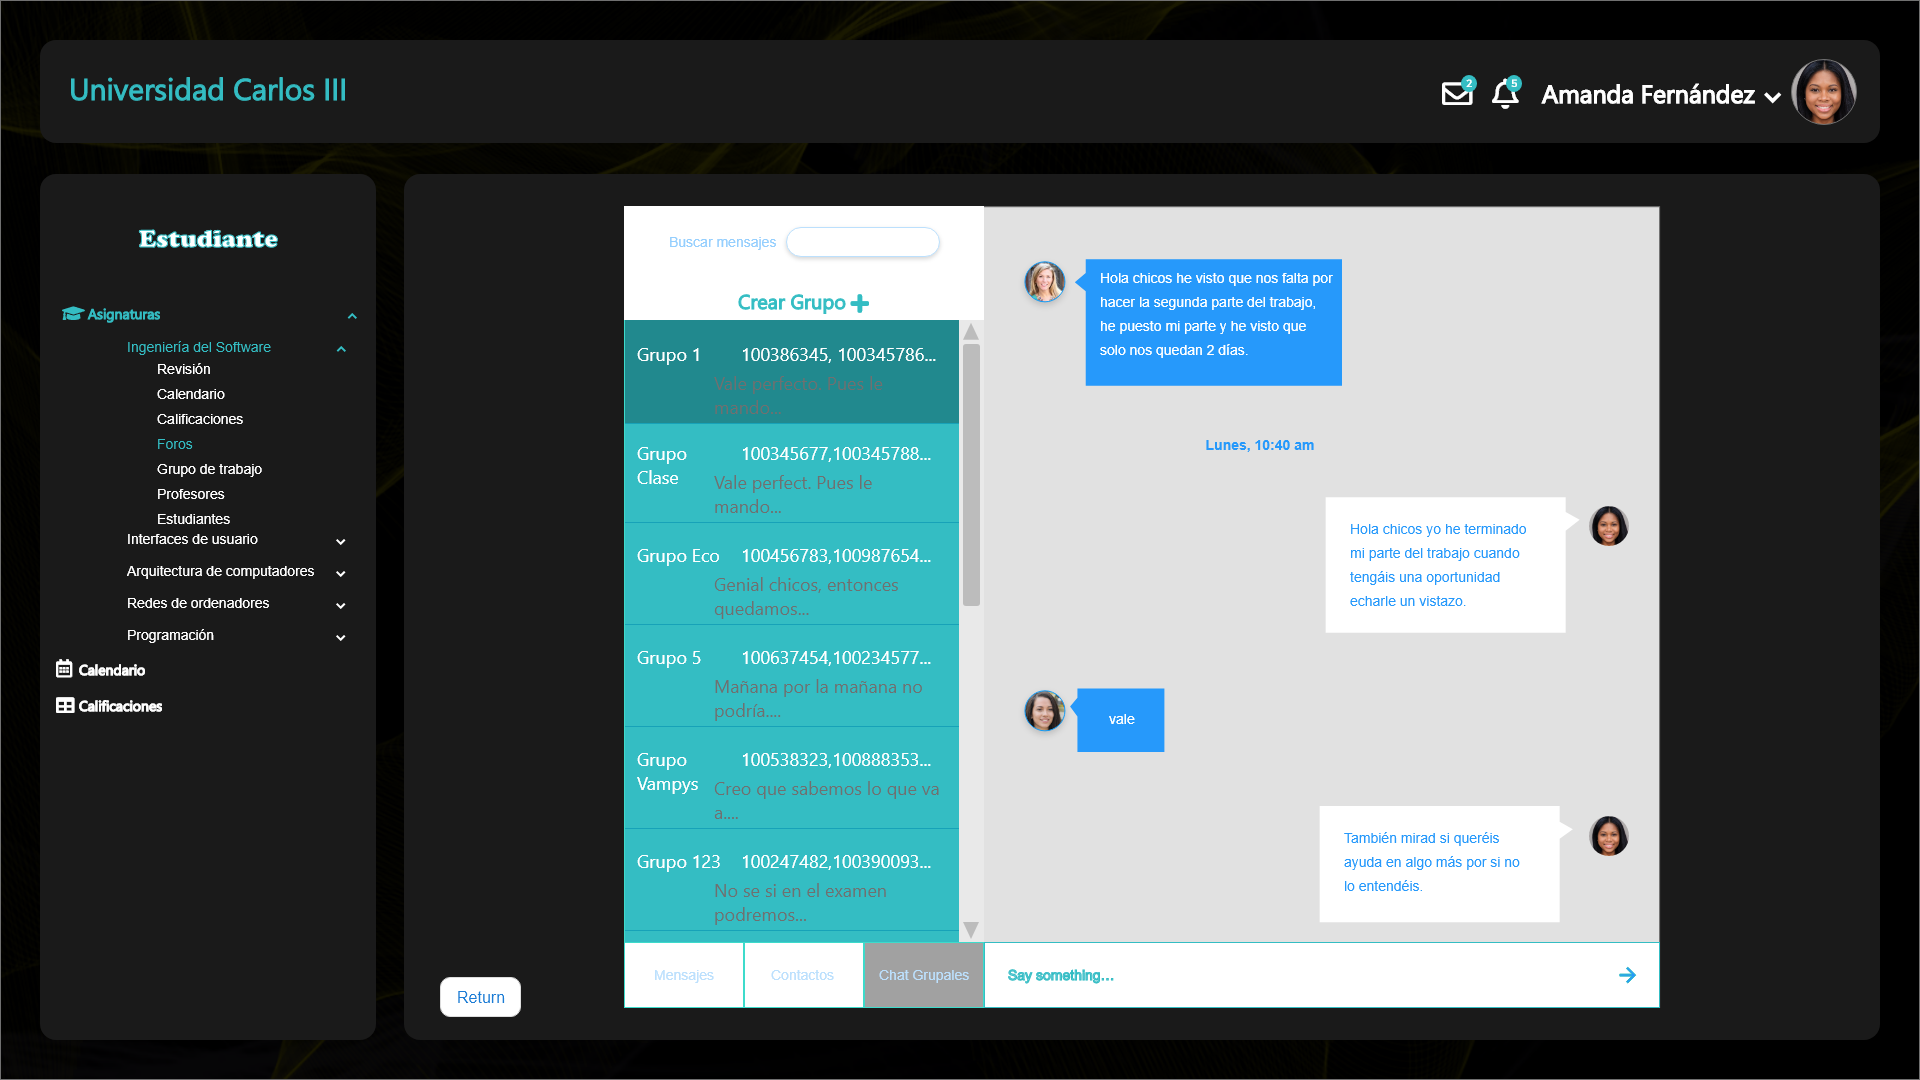 Universidad Carlos III
2
5
Amanda Fernández
Estudiante
Asignaturas
Ingeniería del Software
Revisión
Calendario
Calificaciones
Foros
Grupo de trabajo
Profesores
Estudiantes
Interfaces de usuario
Arquitectura de computadores
Redes de ordenadores
Programación
Calendario
Calificaciones
Buscar mensajes
Crear Grupo
Grupo 1 100386345, 100345786...
Vale perfecto. Pues le
mando...
Grupo
Clase
100345677,100345788...
Vale perfect. Pues le
mando...
Grupo Eco 100456783,100987654...
Genial chicos, entonces
quedamos...
Grupo 5 100637454,100234577...
Mañana por la mañana no
podría....
Grupo
Vampys
100538323,100888353...
Creo que sabemos lo que va
a....
Grupo 123 100247482,100390093...
No se si en el examen
podremos...
Mensajes
Contactos
Chat Grupales
Hola chicos he visto que nos falta por
hacer la segunda parte del trabajo,
he puesto mi parte y he visto que
solo nos quedan 2 días.
Lunes, 10:40 am
Hola chicos yo he terminado
mi parte del trabajo cuando
tengáis una oportunidad
echarle un vistazo.
vale
También mirad si queréis
ayuda en algo más por si no
lo entendéis.
Say something...
Return